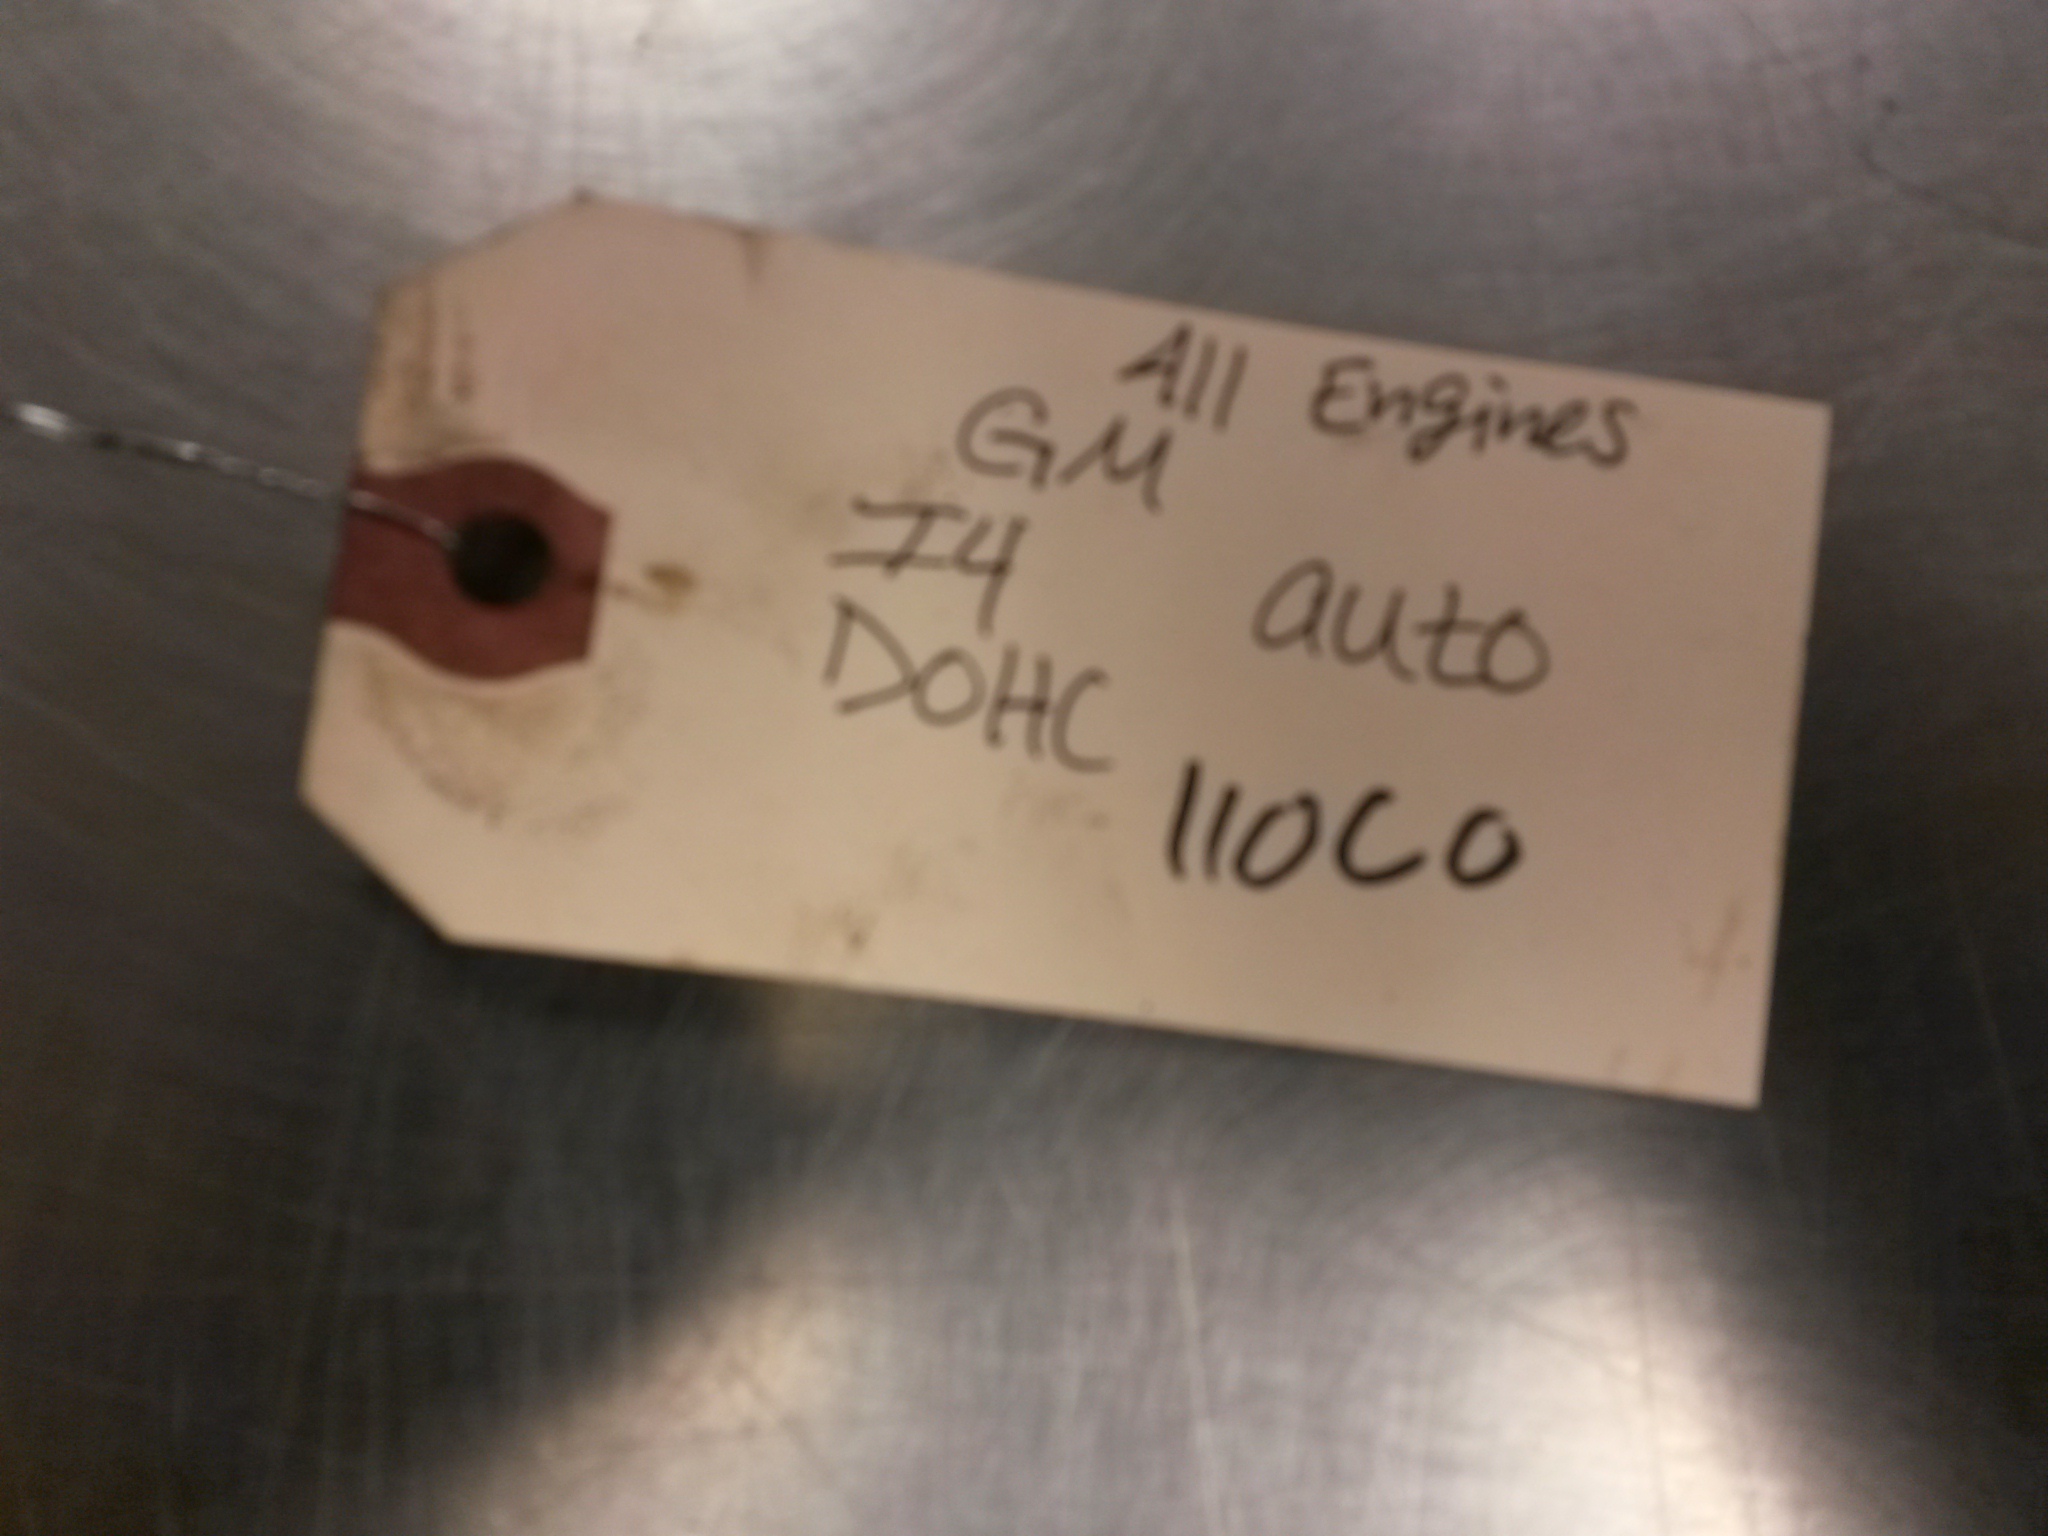 All Engines
GM
I4 auto
DOHC
110C0